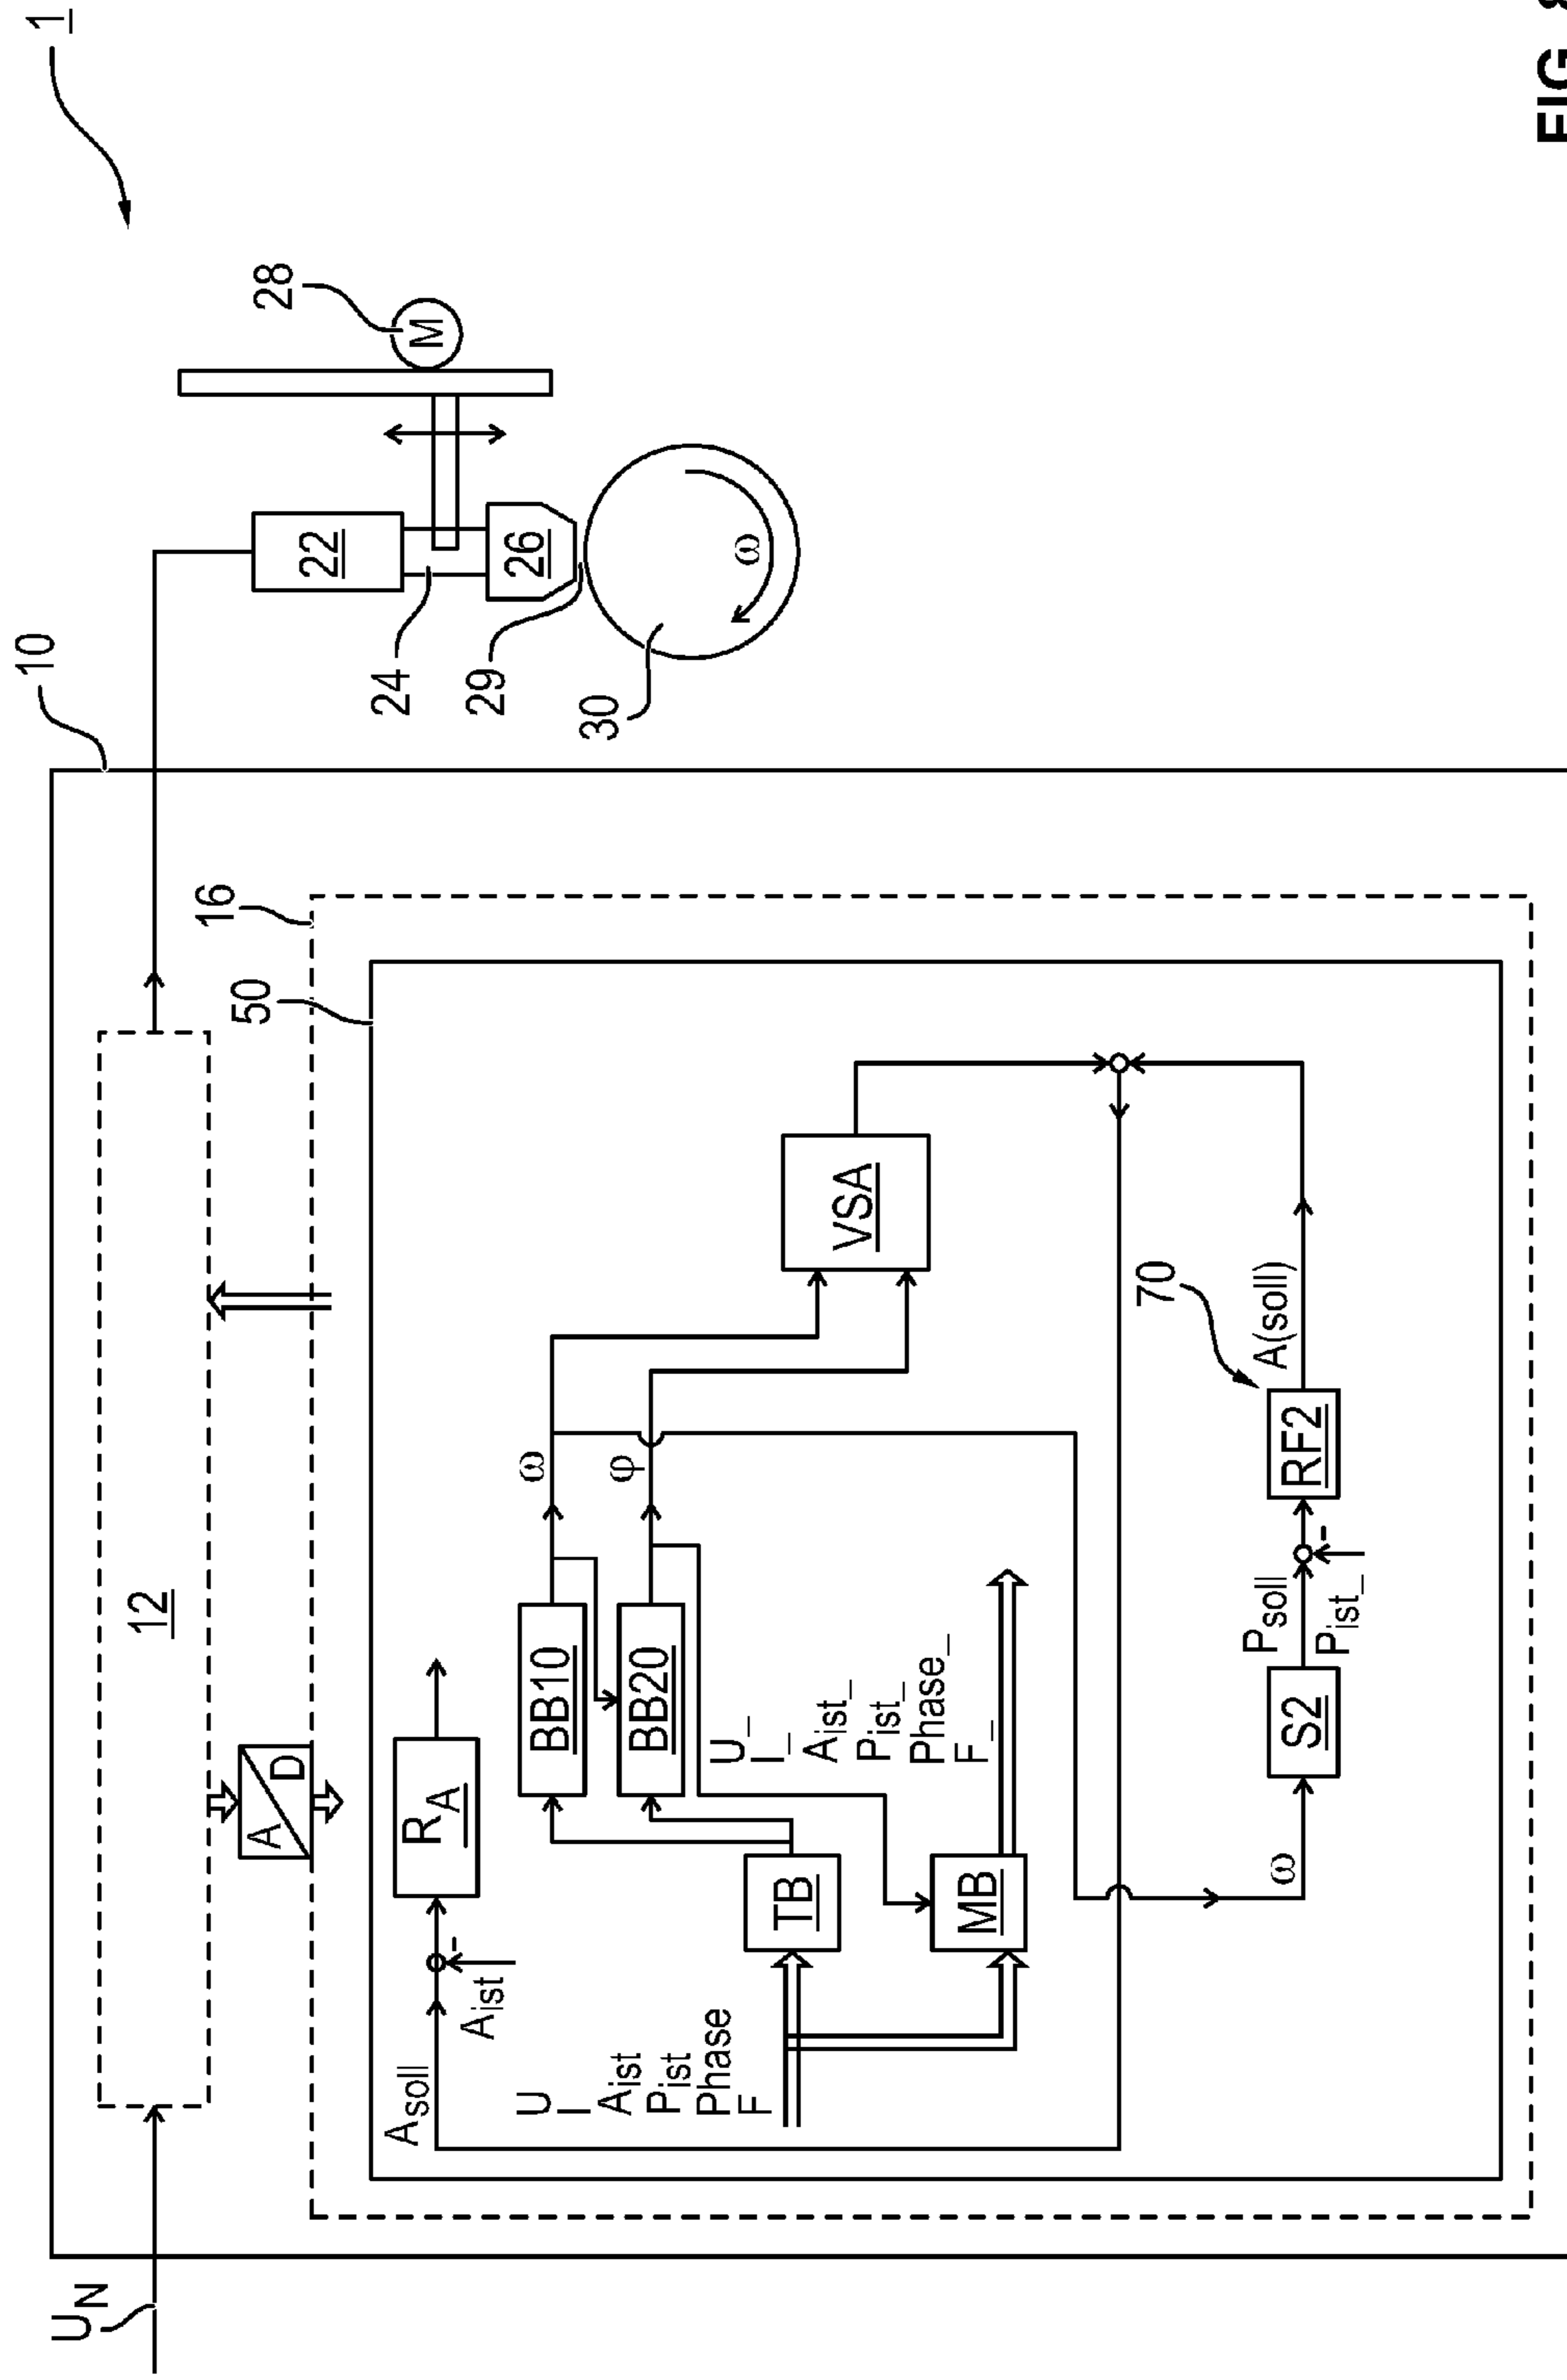 1
U_N
10
12
16
50
22
24
26
28
M
29
30
ω
A
D
A_soll
A_ist
-
R_A
U
I
A_ist
P_ist
Phase
F
TB
MB
BB10
BB20
ω
φ
U_
I_
A_ist_
P_ist_
Phase_
F_
VSA
ω
S2
P_soll
P_ist_
-
RF2
70
A(soll)
FIG